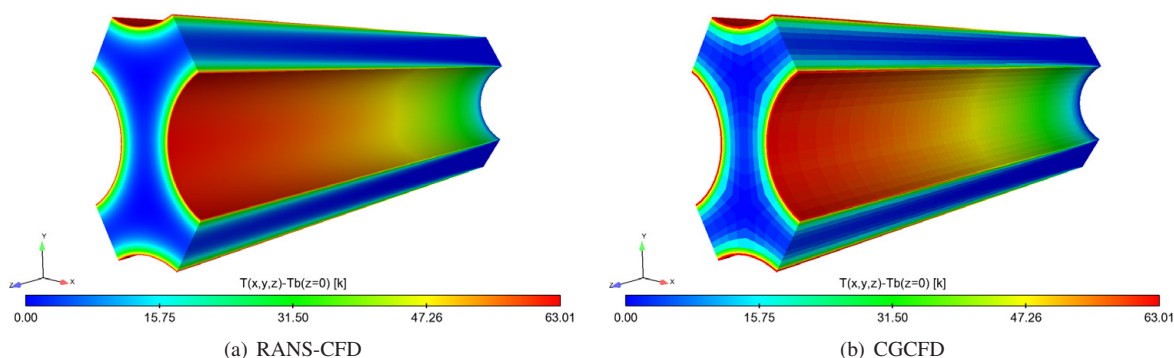 Y
Z
X
T(x,y,z)-Tb(z=0) [k]
0.00 15.75 31.50 47.26 63.01
(a) RANS-CFD
Y
Z
X
T(x,y,z)-Tb(z=0) [k]
0.00 15.75 31.50 47.26 63.01
(b) CGCFD